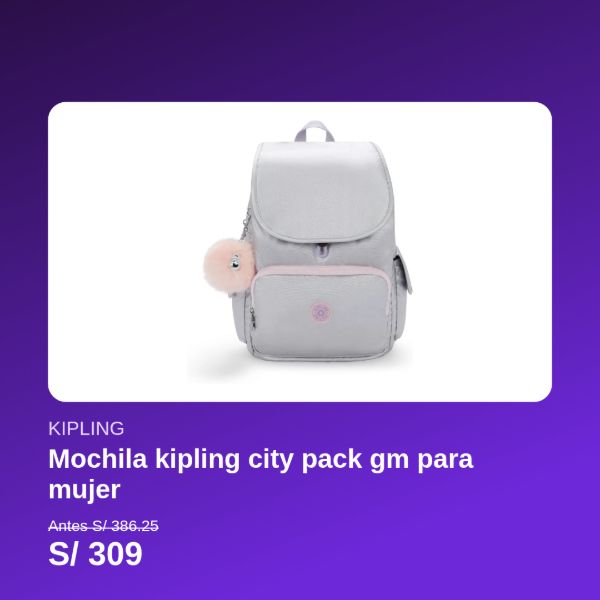 KIPLING
Mochila kipling city pack gm para
mujer
Antes S/ 386.25
S/ 309